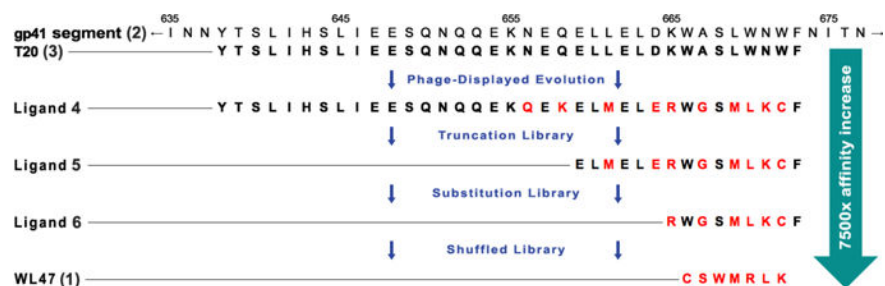 635 645 655 665 675
gp41 segment (2) ← I N N Y T S L I H S L I E E S Q N Q Q E K N E Q E L L E L D K W A S L W N W F N I T N →
T20 (3) Y T S L I H S L I E E S Q N Q Q E K N E Q E L L E L D K W A S L W N W F
↓ Phage-Displayed Evolution ↓
Ligand 4 Y T S L I H S L I E E S Q N Q Q E K Q E K E L M E L E R W G S M L K C F
↓ Truncation Library ↓
Ligand 5 E L M E L E R W G S M L K C F
↓ Substitution Library ↓
Ligand 6 R W G S M L K C F
↓ Shuffled Library ↓
WL47 (1) C S W M R L K
7500x affinity increase